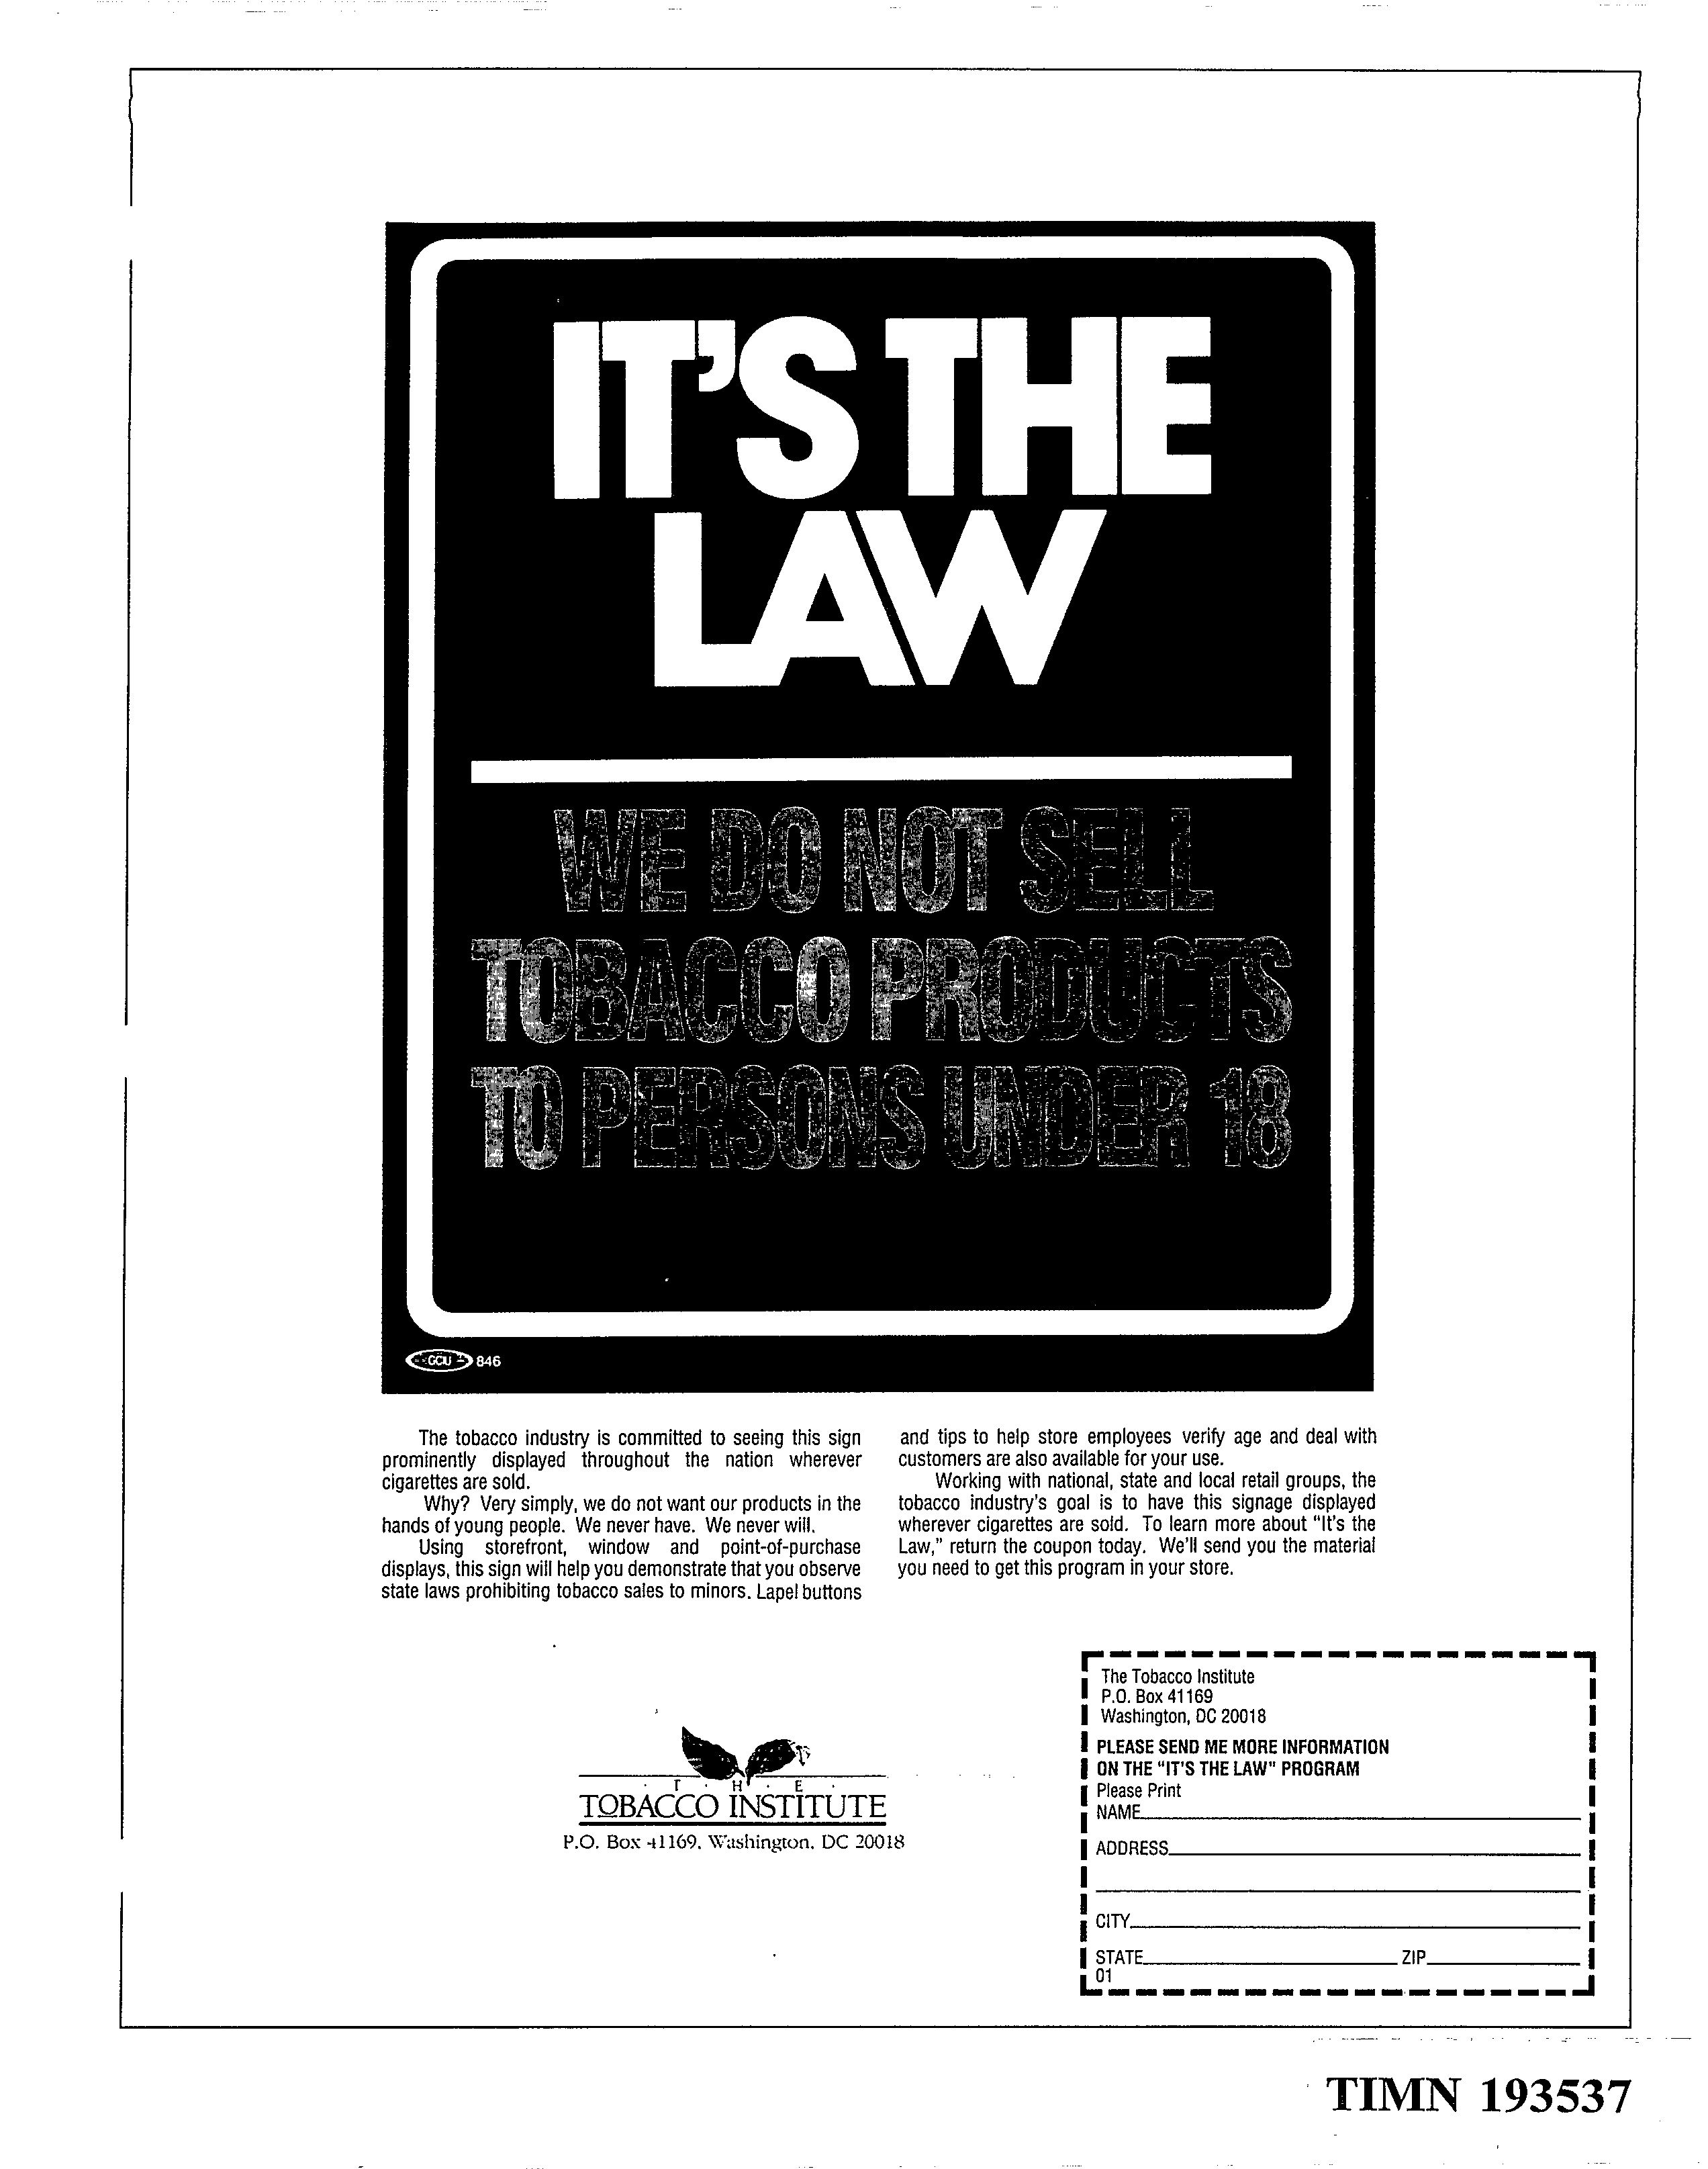 IT'S THE
LAW
WE DO NOT SELL
TOBACCO PRODUCTS
TO PERSONS UNDER 18
GCIU 846
The tobacco industry is committed to seeing this sign
prominently displayed throughout the nation wherever
cigarettes are sold.
Why? Very simply, we do not want our products in the
hands of young people. We never have. We never will.
Using storefront, window and point-of-purchase
displays, this sign will help you demonstrate that you observe
state laws prohibiting tobacco sales to minors. Lapel buttons
and tips to help store employees verify age and deal with
customers are also available for your use.
Working with national, state and local retail groups, the
tobacco industry's goal is to have this signage displayed
wherever cigarettes are sold. To learn more about "It's the
Law," return the coupon today. We'll send you the material
you need to get this program in your store.
· T · H · E ·
TOBACCO INSTITUTE
P.O. Box 41169, Washington, DC 20018
The Tobacco Institute
P.O. Box 41169
Washington, DC 20018
PLEASE SEND ME MORE INFORMATION
ON THE "IT'S THE LAW" PROGRAM
Please Print
NAME
ADDRESS
CITY
STATE ZIP
01
TIMN 193537